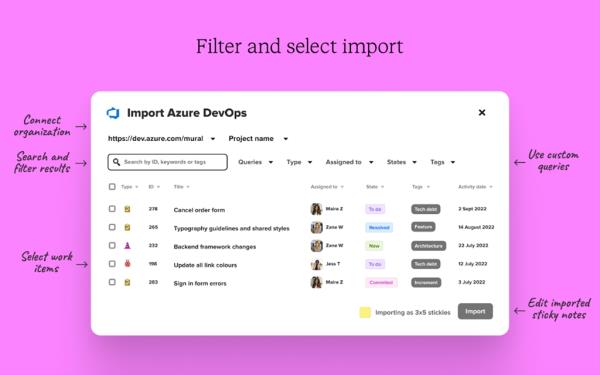 Filter and select import
Import Azure DevOps
Connect
organization
https://dev.azure.com/mural
Project name
Search and
filter results
Search by ID, keywords or tags
Queries
Type
Assigned to
States
Tags
Use custom
queries
Type
ID
Title
Assigned to
State
Tags
Activity date
278
Cancel order form
Maire Z
To do
Tech debt
2 Sept 2022
265
Typography guidelines and shared styles
Zane W
Resolved
Feature
14 August 2022
232
Backend framework changes
Zane W
New
Architecture
22 July 2022
Select work
items
198
Update all link colours
Jess T
To do
Tech debt
12 July 2022
283
Sign in form errors
Maire Z
Commited
Increment
3 July 2022
Importing as 3x5 stickies
Import
Edit imported
sticky notes